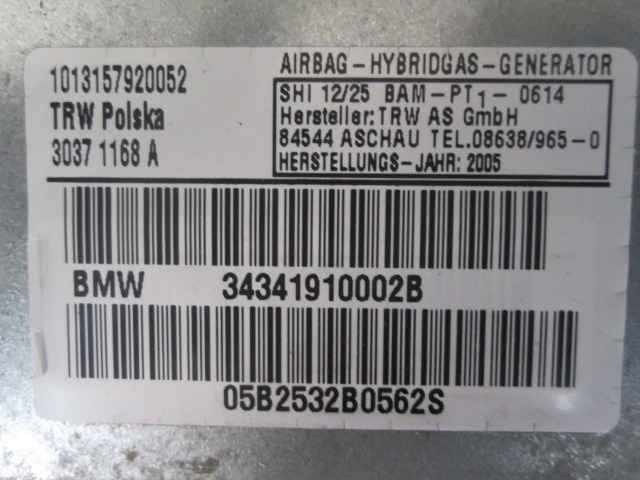 1013157920052
TRW Polska
3037 1168 A
AIRBAG-HYBRIDGAS-GENERATOR
SHI 12/25 BAM-PT1-0614
Hersteller:TRW AS GmbH
84544 ASCHAU TEL.08638/965-0
HERSTELLUNGS-JAHR: 2005
BMW 34341910002B
05B2532B0562S